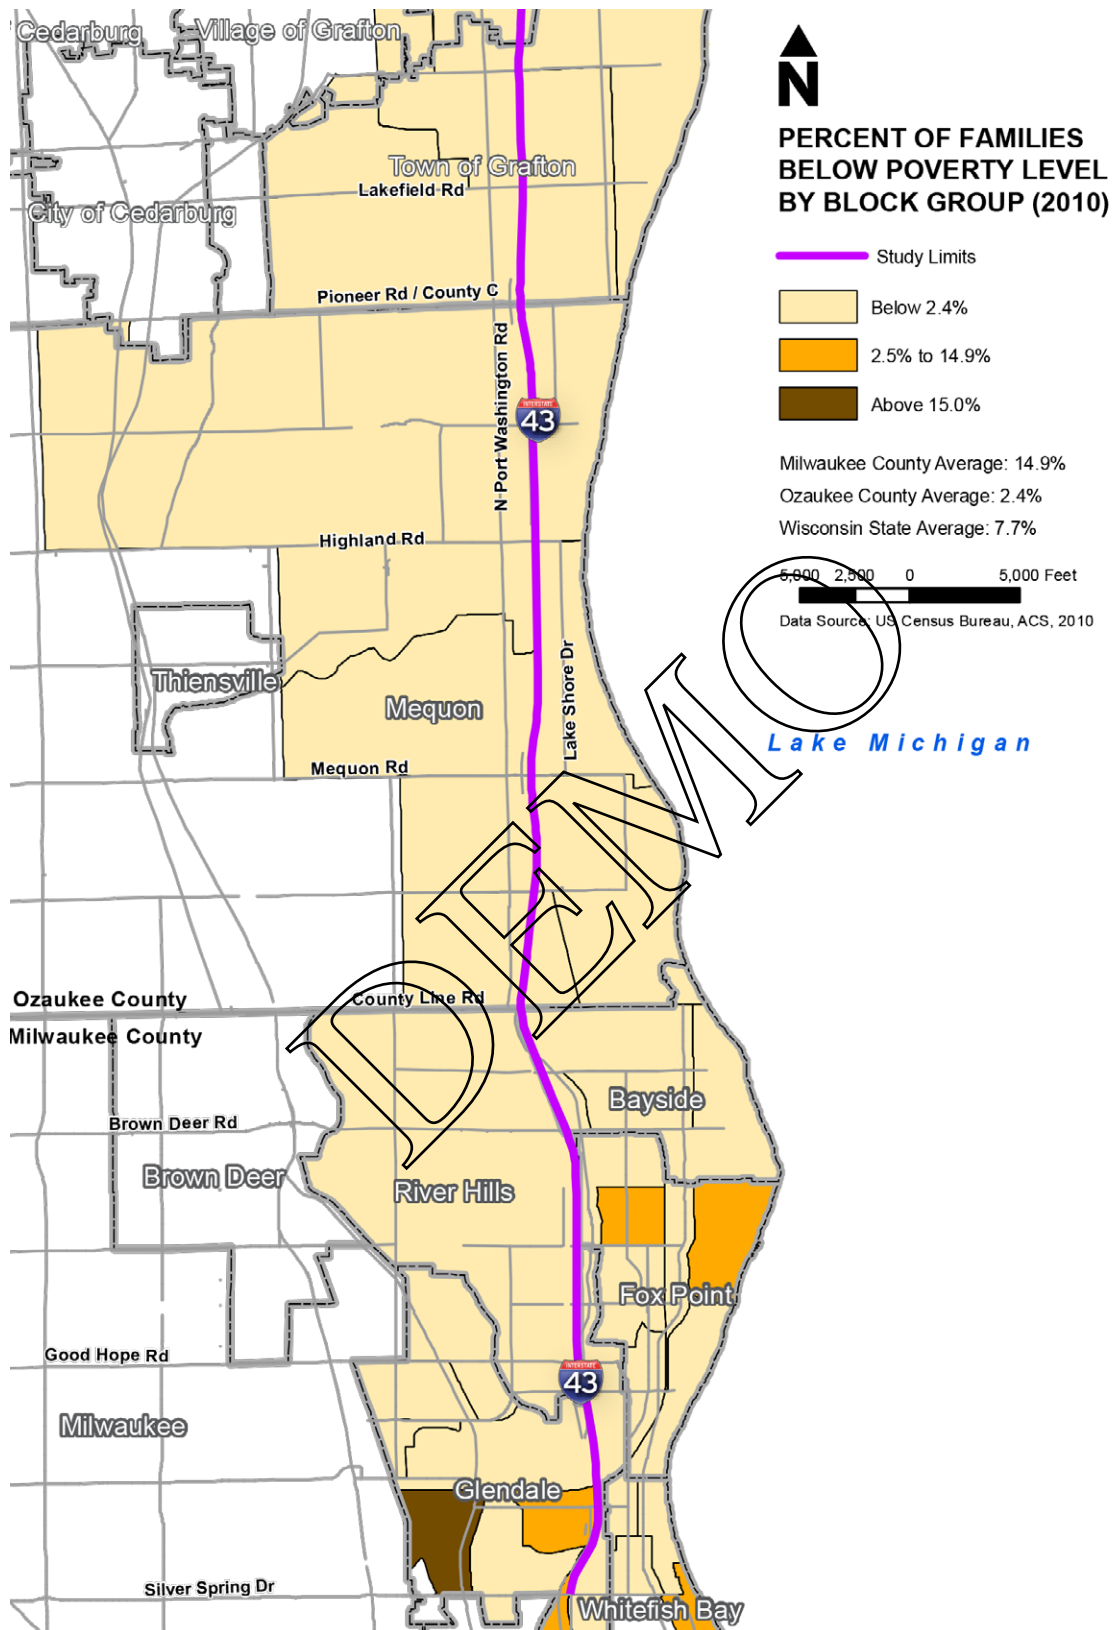 Cedarburg
Village of Grafton
N
PERCENT OF FAMILIES
BELOW POVERTY LEVEL
BY BLOCK GROUP (2010)
Town of Grafton
Lakefield Rd
City of Cedarburg
Study Limits
Pioneer Rd / County C
Below 2.4%
2.5% to 14.9%
Above 15.0%
N Port Washington Rd
INTERSTATE
43
Milwaukee County Average: 14.9%
Ozaukee County Average: 2.4%
Wisconsin State Average: 7.7%
Highland Rd
5,000 2,500 0 5,000 Feet
Data Source: US Census Bureau, ACS, 2010
Thiensville
Mequon
Lake Shore Dr
Lake Michigan
Mequon Rd
DEMO
Ozaukee County
County Line Rd
Milwaukee County
Bayside
Brown Deer Rd
Brown Deer
River Hills
Fox Point
Good Hope Rd
INTERSTATE
43
Milwaukee
Glendale
Silver Spring Dr
Whitefish Bay